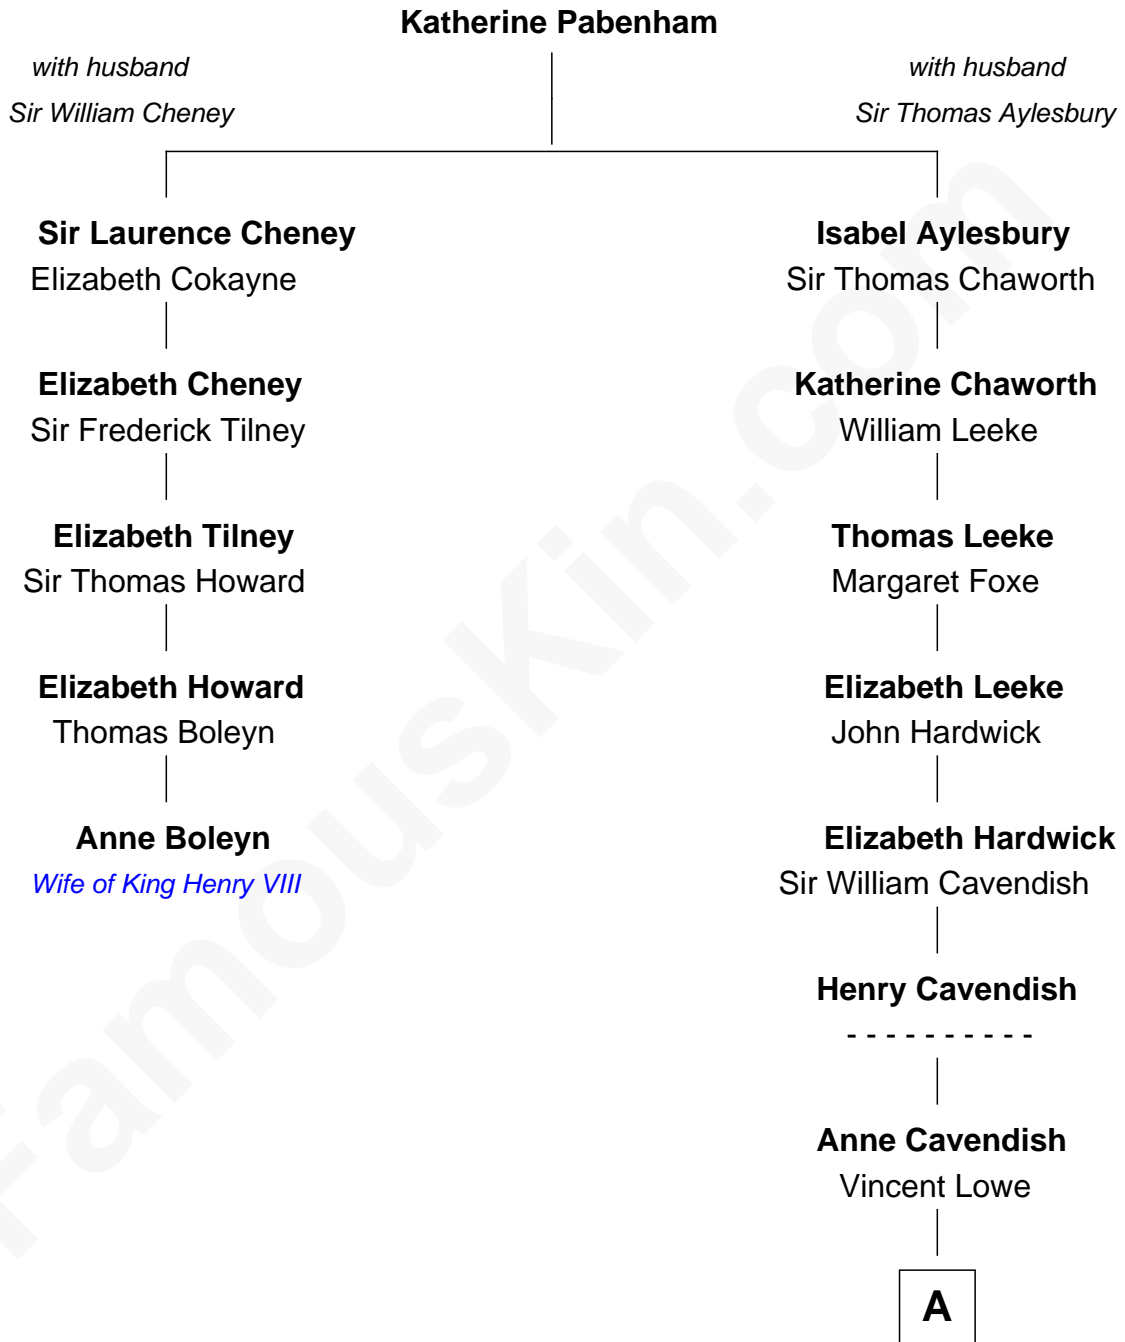 Katherine Pabenham
with husband
Sir William Cheney
with husband
Sir Thomas Aylesbury
Sir Laurence Cheney
Elizabeth Cokayne
Elizabeth Cheney
Sir Frederick Tilney
Elizabeth Tilney
Sir Thomas Howard
Elizabeth Howard
Thomas Boleyn
Anne Boleyn
Wife of King Henry VIII
Isabel Aylesbury
Sir Thomas Chaworth
Katherine Chaworth
William Leeke
Thomas Leeke
Margaret Foxe
Elizabeth Leeke
John Hardwick
Elizabeth Hardwick
Sir William Cavendish
Henry Cavendish
- - - - - - - - - -
Anne Cavendish
Vincent Lowe
A
FamousKin.com